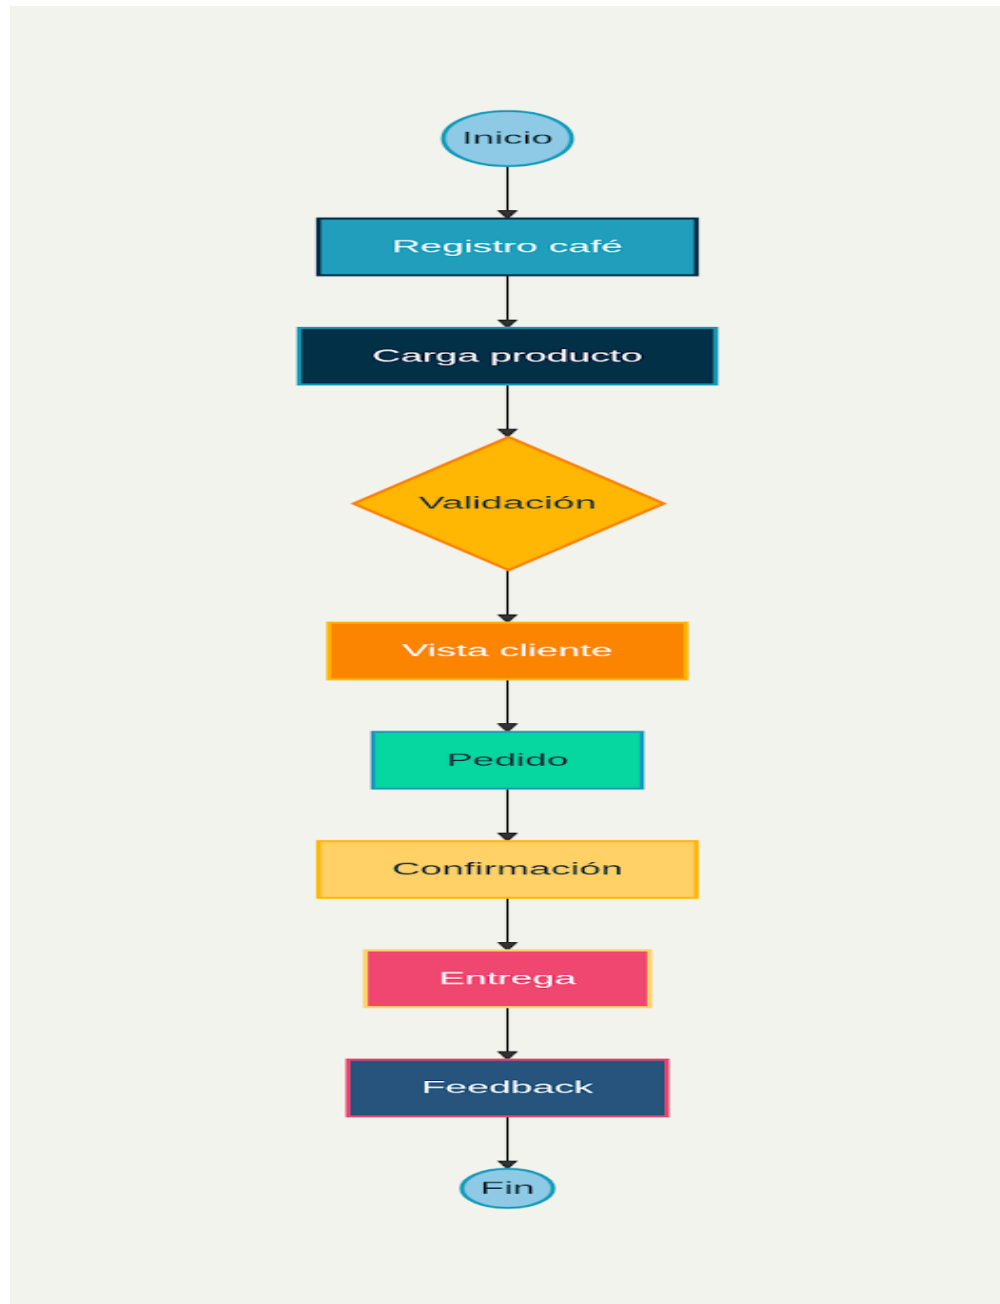 Inicio
Registro café
Carga producto
Validación
Vista cliente
Pedido
Confirmación
Entrega
Feedback
Fin